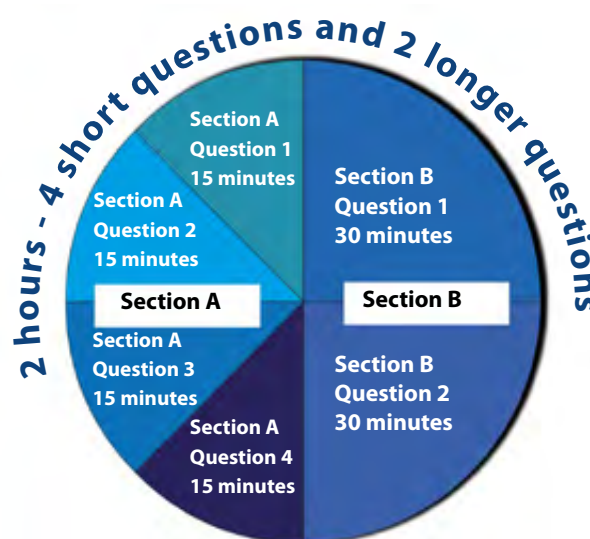 2 hours - 4 short questions and 2 longer questions
Section A
Question 1
15 minutes
Section A
Question 2
15 minutes
Section A
Section A
Question 3
15 minutes
Section A
Question 4
15 minutes
Section B
Question 1
30 minutes
Section B
Section B
Question 2
30 minutes